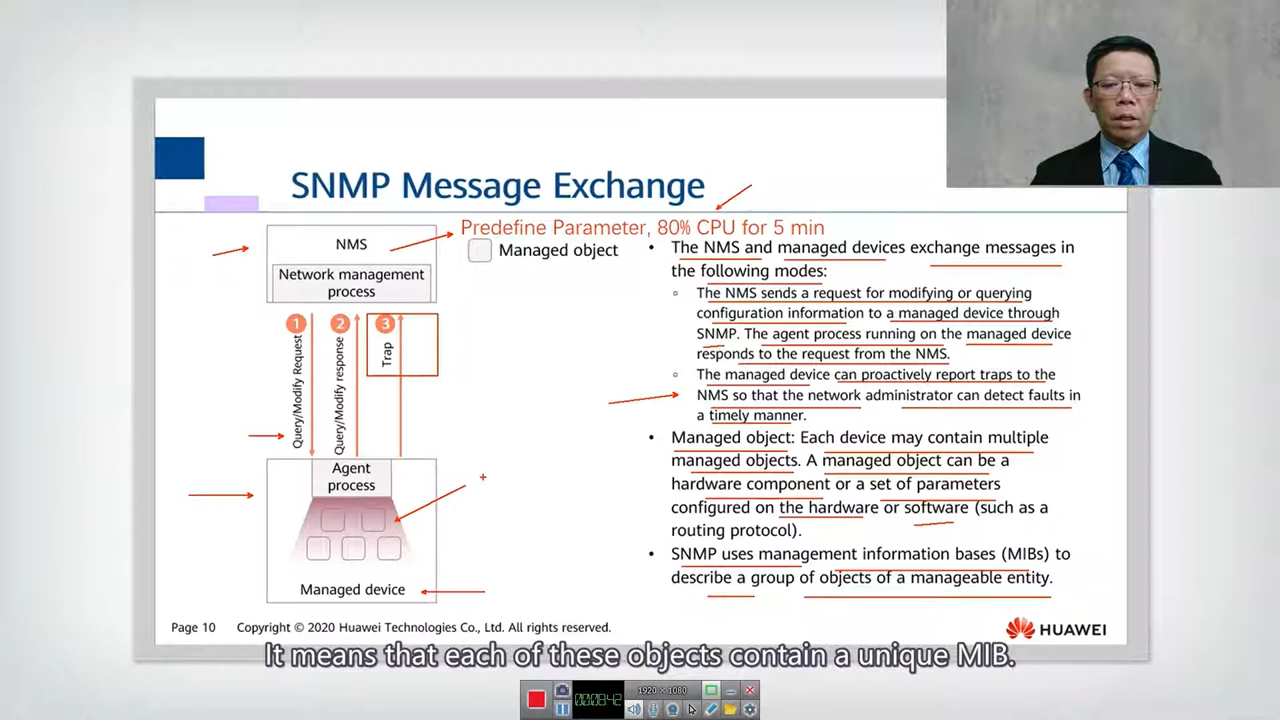 SNMP Message Exchange
Predefine Parameter, 80% CPU for 5 min
NMS
Network management
process
Managed object
1
2
3
Query/Modify Request
Query/Modify response
Trap
Agent
process
Managed device
• The NMS and managed devices exchange messages in
the following modes:
▫ The NMS sends a request for modifying or querying
configuration information to a managed device through
SNMP. The agent process running on the managed device
responds to the request from the NMS.
▫ The managed device can proactively report traps to the
NMS so that the network administrator can detect faults in
a timely manner.
• Managed object: Each device may contain multiple
managed objects. A managed object can be a
hardware component or a set of parameters
configured on the hardware or software (such as a
routing protocol).
• SNMP uses management information bases (MIBs) to
describe a group of objects of a manageable entity.
Page 10 Copyright © 2020 Huawei Technologies Co., Ltd. All rights reserved.
HUAWEI
It means that each of these objects contain a unique MIB.
00:08:42
1920 × 1080